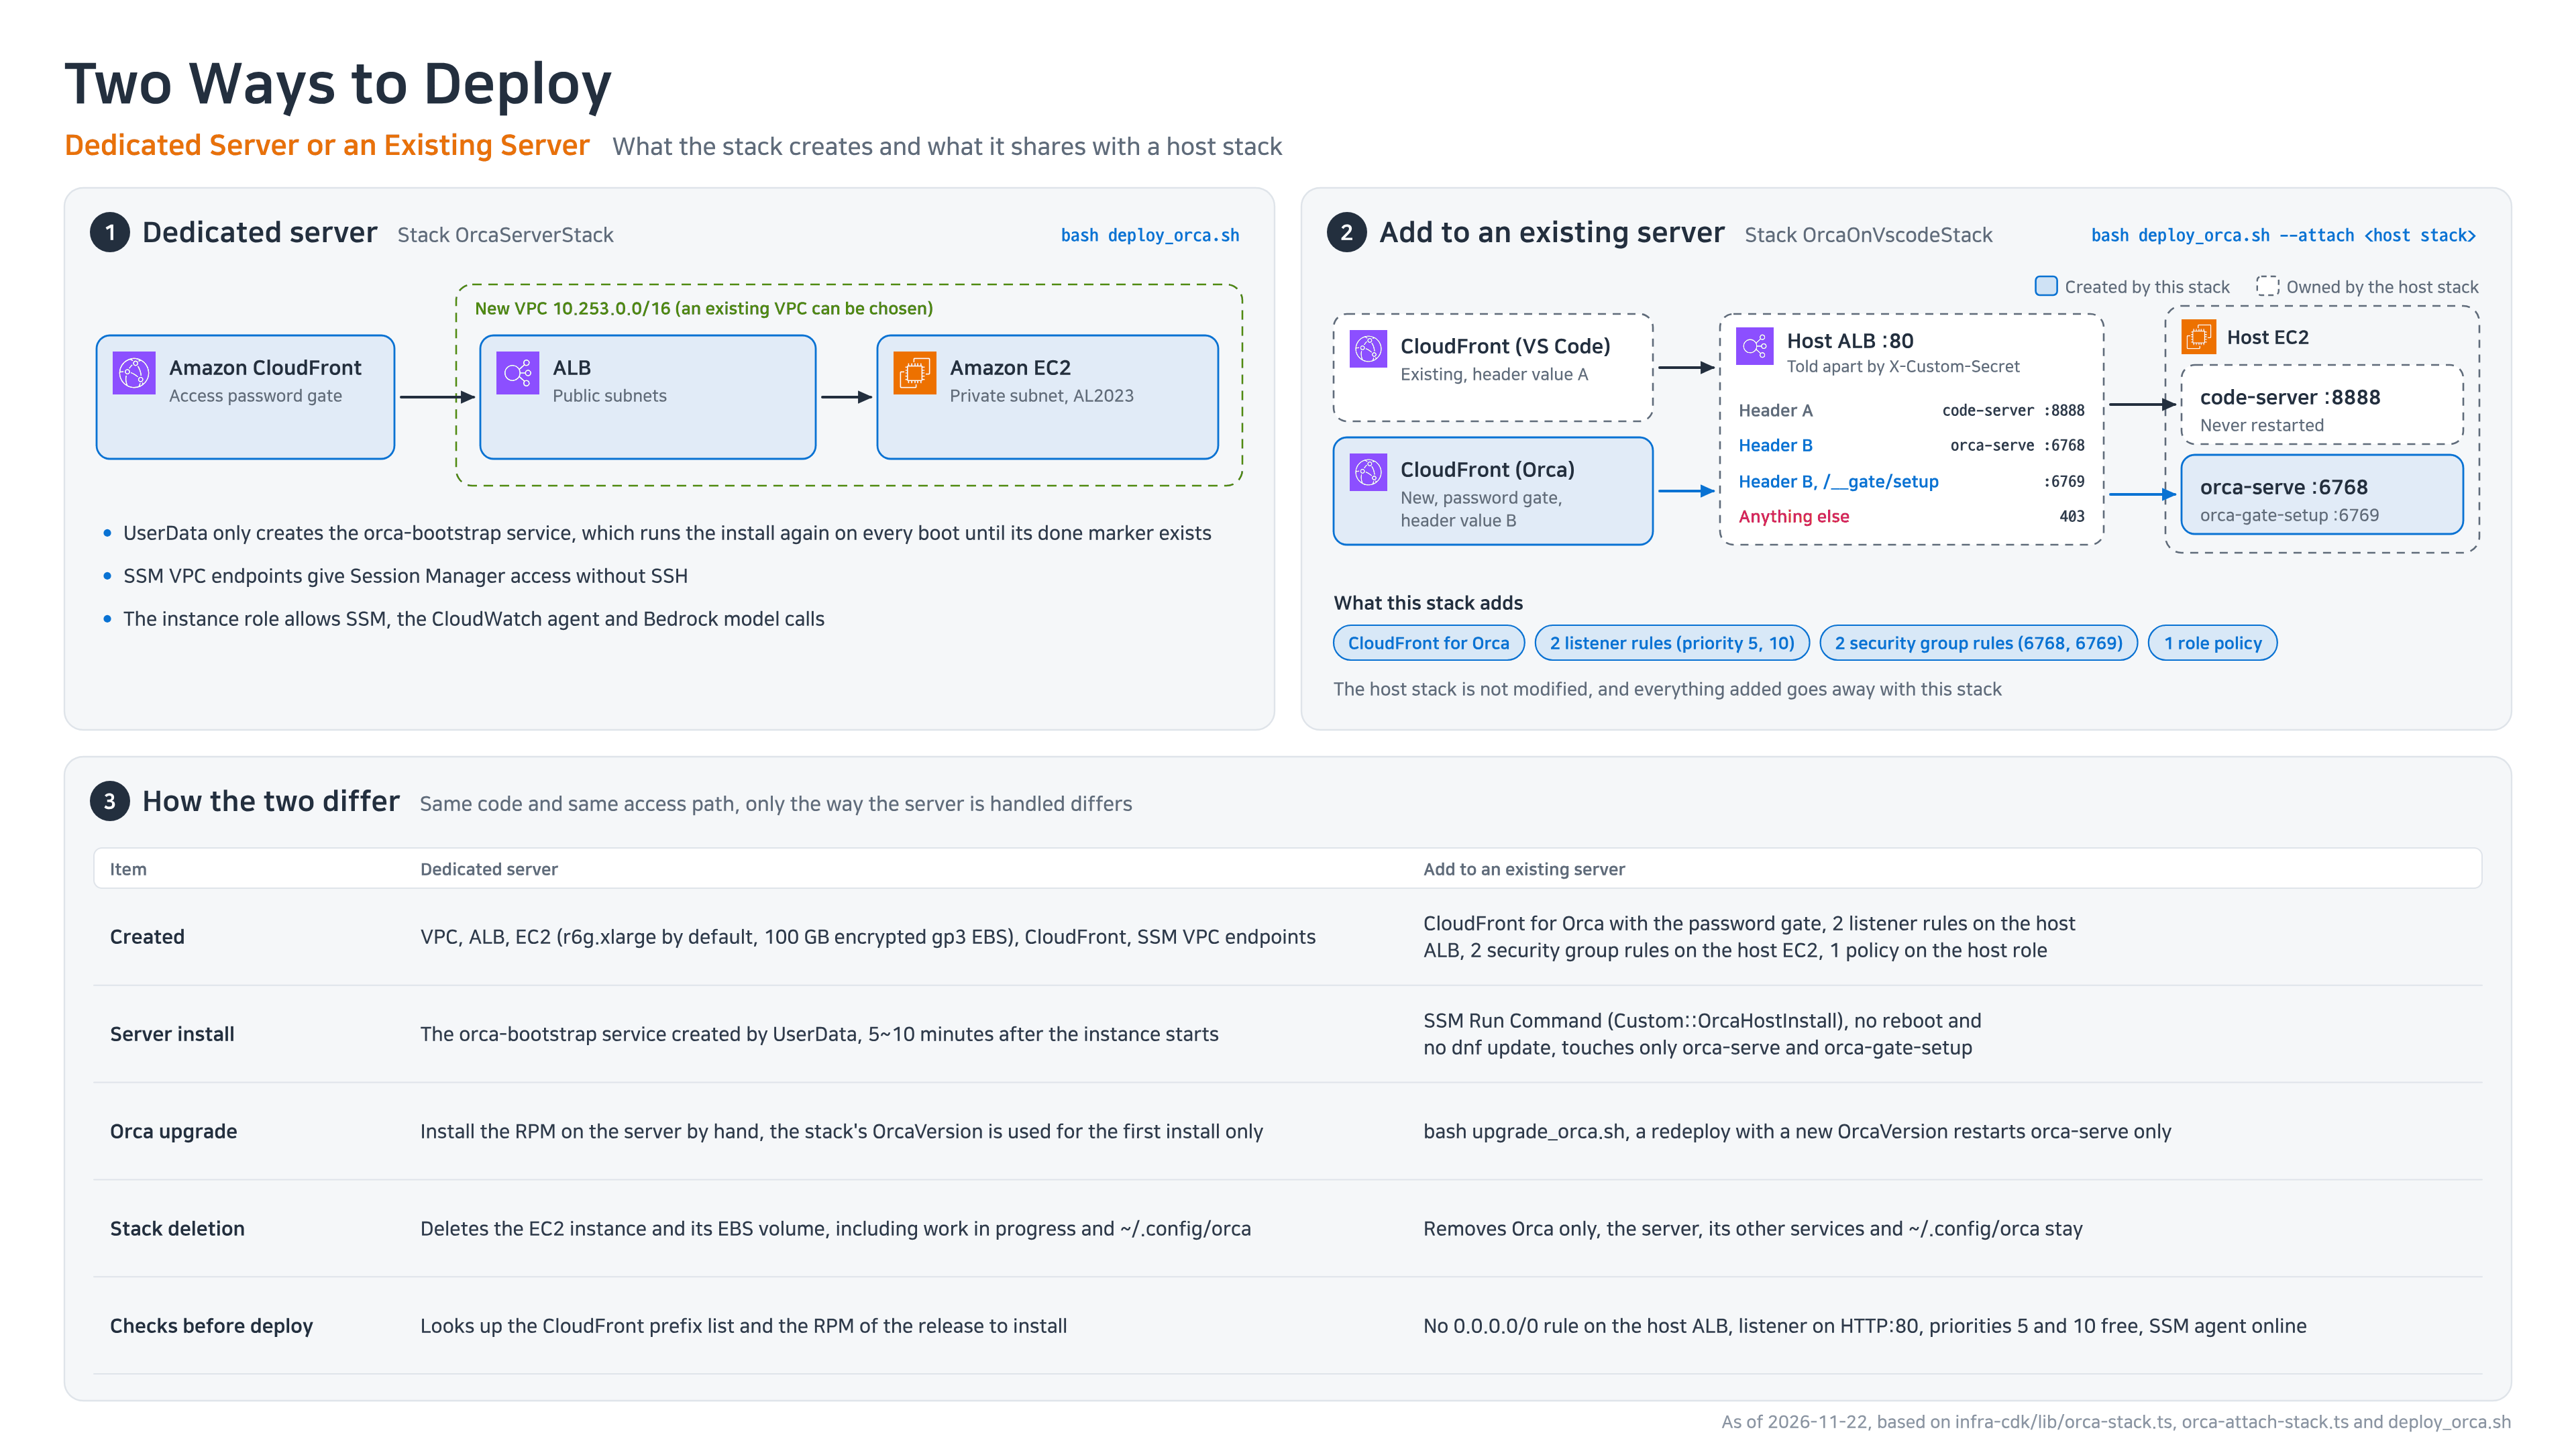 Two Ways to Deploy
Dedicated Server or an Existing Server What the stack creates and what it shares with a host stack
1 Dedicated server Stack OrcaServerStack bash deploy_orca.sh
New VPC 10.253.0.0/16 (an existing VPC can be chosen)
Amazon CloudFront
Access password gate
ALB
Public subnets
Amazon EC2
Private subnet, AL2023
• UserData only creates the orca-bootstrap service, which runs the install again on every boot until its done marker exists
• SSM VPC endpoints give Session Manager access without SSH
• The instance role allows SSM, the CloudWatch agent and Bedrock model calls
2 Add to an existing server Stack OrcaOnVscodeStack bash deploy_orca.sh --attach <host stack>
Created by this stack Owned by the host stack
CloudFront (VS Code)
Existing, header value A
CloudFront (Orca)
New, password gate,
header value B
Host ALB :80
Told apart by X-Custom-Secret
Header A code-server :8888
Header B orca-serve :6768
Header B, /__gate/setup :6769
Anything else 403
Host EC2
code-server :8888
Never restarted
orca-serve :6768
orca-gate-setup :6769
What this stack adds
CloudFront for Orca 2 listener rules (priority 5, 10) 2 security group rules (6768, 6769) 1 role policy
The host stack is not modified, and everything added goes away with this stack
3 How the two differ Same code and same access path, only the way the server is handled differs
Item Dedicated server Add to an existing server
Created VPC, ALB, EC2 (r6g.xlarge by default, 100 GB encrypted gp3 EBS), CloudFront, SSM VPC endpoints
CloudFront for Orca with the password gate, 2 listener rules on the host
ALB, 2 security group rules on the host EC2, 1 policy on the host role
Server install The orca-bootstrap service created by UserData, 5~10 minutes after the instance starts
SSM Run Command (Custom::OrcaHostInstall), no reboot and
no dnf update, touches only orca-serve and orca-gate-setup
Orca upgrade Install the RPM on the server by hand, the stack's OrcaVersion is used for the first install only bash upgrade_orca.sh, a redeploy with a new OrcaVersion restarts orca-serve only
Stack deletion Deletes the EC2 instance and its EBS volume, including work in progress and ~/.config/orca Removes Orca only, the server, its other services and ~/.config/orca stay
Checks before deploy Looks up the CloudFront prefix list and the RPM of the release to install No 0.0.0.0/0 rule on the host ALB, listener on HTTP:80, priorities 5 and 10 free, SSM agent online
As of 2026-11-22, based on infra-cdk/lib/orca-stack.ts, orca-attach-stack.ts and deploy_orca.sh